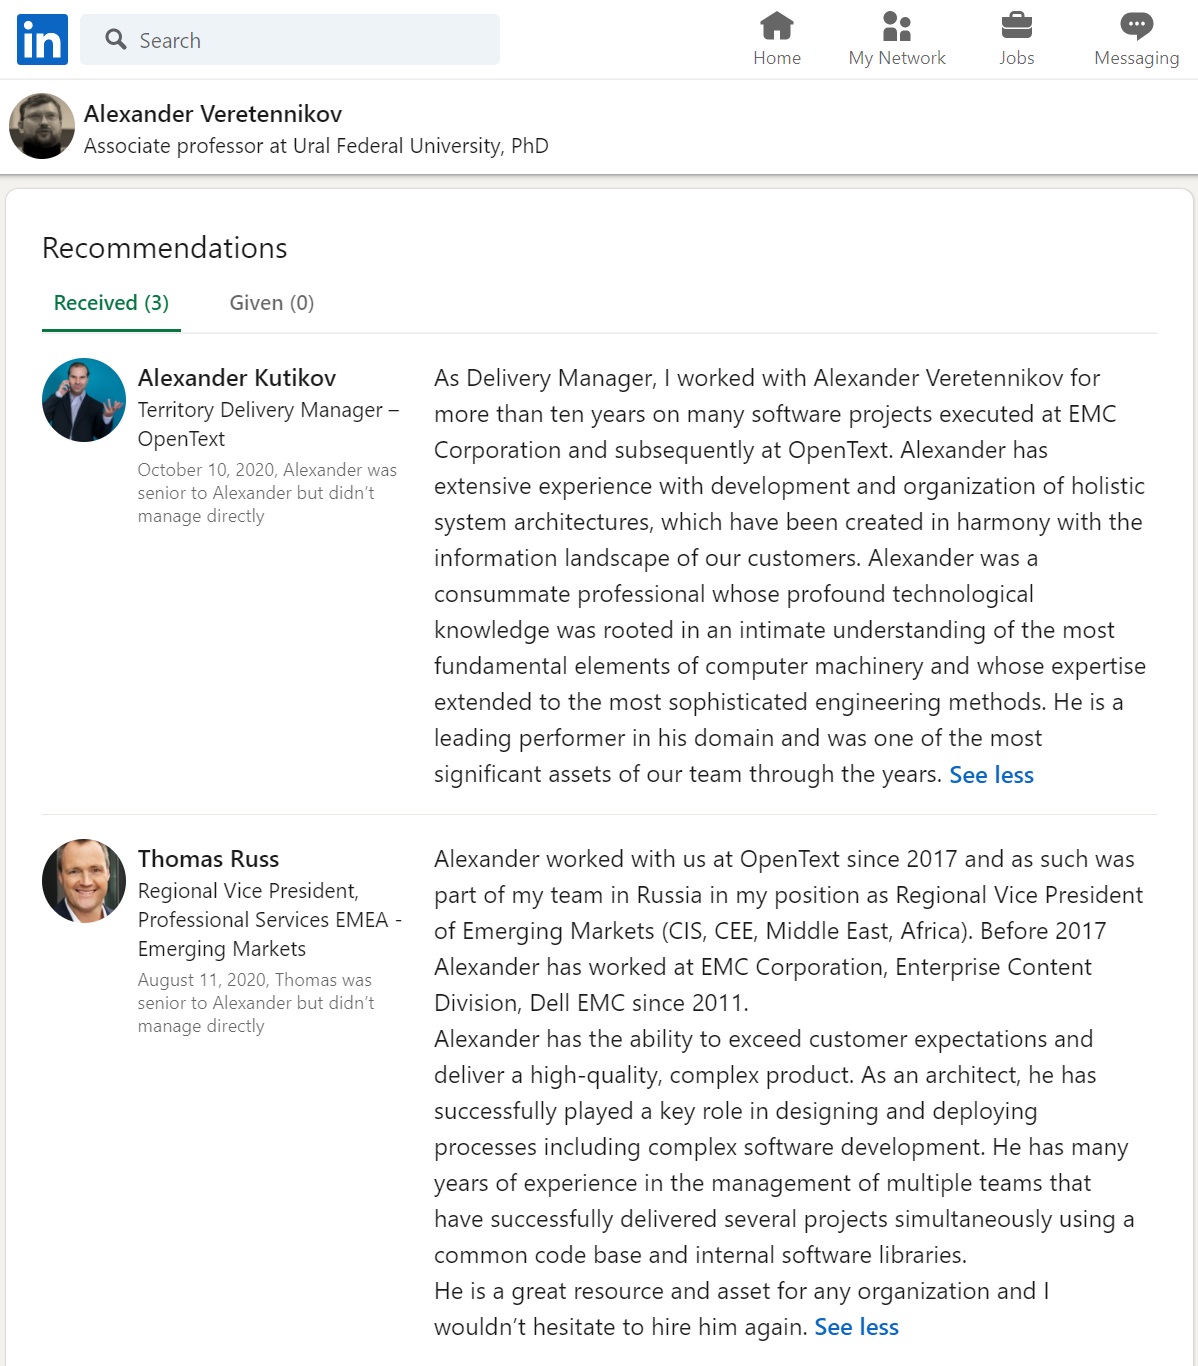 in
Search
Home
My Network
Jobs
Messaging
Alexander Veretennikov
Associate professor at Ural Federal University, PhD
Recommendations
Received (3)
Given (0)
Alexander Kutikov
Territory Delivery Manager –
OpenText
October 10, 2020, Alexander was
senior to Alexander but didn't
manage directly
As Delivery Manager, I worked with Alexander Veretennikov for
more than ten years on many software projects executed at EMC
Corporation and subsequently at OpenText. Alexander has
extensive experience with development and organization of holistic
system architectures, which have been created in harmony with the
information landscape of our customers. Alexander was a
consummate professional whose profound technological
knowledge was rooted in an intimate understanding of the most
fundamental elements of computer machinery and whose expertise
extended to the most sophisticated engineering methods. He is a
leading performer in his domain and was one of the most
significant assets of our team through the years. See less
Thomas Russ
Regional Vice President,
Professional Services EMEA -
Emerging Markets
August 11, 2020, Thomas was
senior to Alexander but didn't
manage directly
Alexander worked with us at OpenText since 2017 and as such was
part of my team in Russia in my position as Regional Vice President
of Emerging Markets (CIS, CEE, Middle East, Africa). Before 2017
Alexander has worked at EMC Corporation, Enterprise Content
Division, Dell EMC since 2011.
Alexander has the ability to exceed customer expectations and
deliver a high-quality, complex product. As an architect, he has
successfully played a key role in designing and deploying
processes including complex software development. He has many
years of experience in the management of multiple teams that
have successfully delivered several projects simultaneously using a
common code base and internal software libraries.
He is a great resource and asset for any organization and I
wouldn't hesitate to hire him again. See less